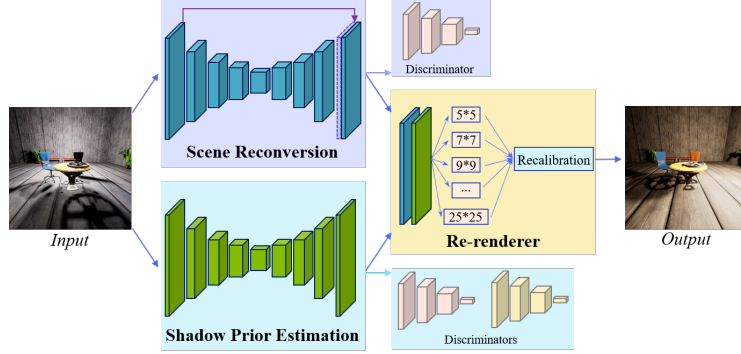 Discriminator
Scene Reconversion
5*5
7*7
9*9
...
25*25
Recalibration
Re-renderer
Input
Output
Shadow Prior Estimation
Discriminators